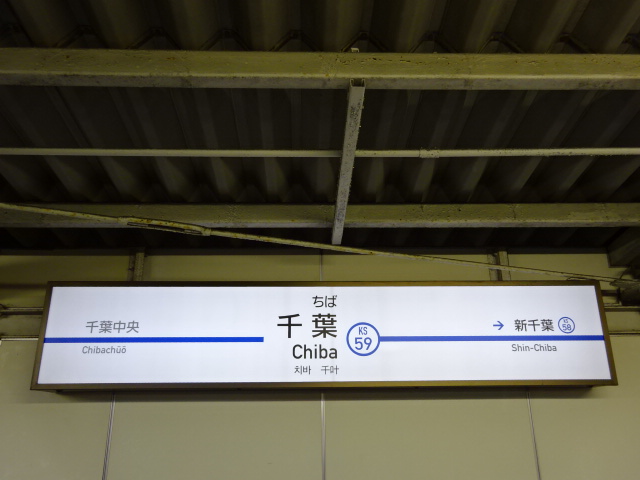 ちば
千葉中央
千葉
KS
59
→ 新千葉
KS
58
Chibachūō
Chiba
Shin-Chiba
치바 千叶